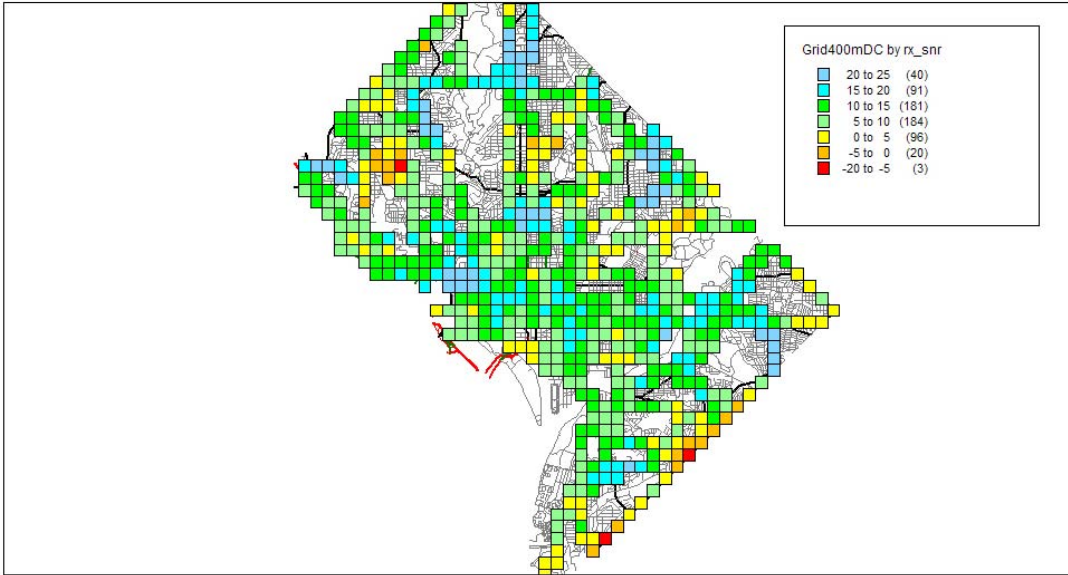 Grid400mDC by rx_snr
20 to 25 (40)
15 to 20 (91)
10 to 15 (181)
5 to 10 (184)
0 to 5 (96)
-5 to 0 (20)
-20 to -5 (3)